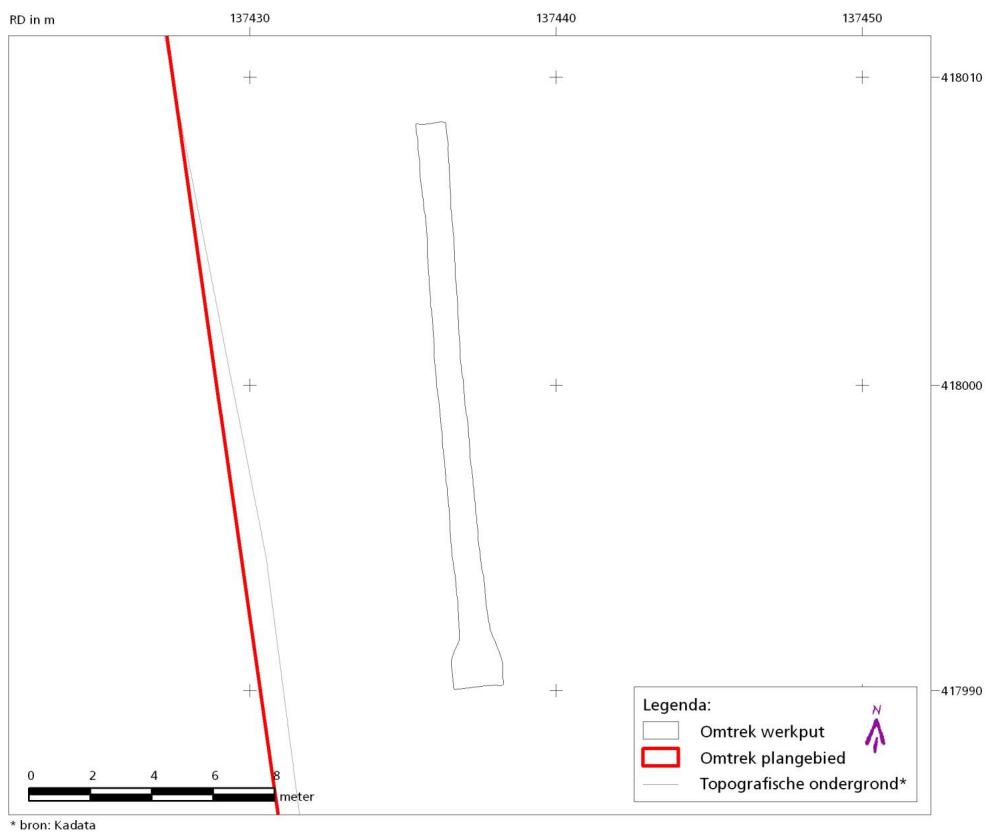 RD in m
137430
137440
137450
418010
418000
417990
Legenda:
N
Omtrek werkput
Omtrek plangebied
Topografische ondergrond*
0 2 4 6 8
meter
* bron: Kadata